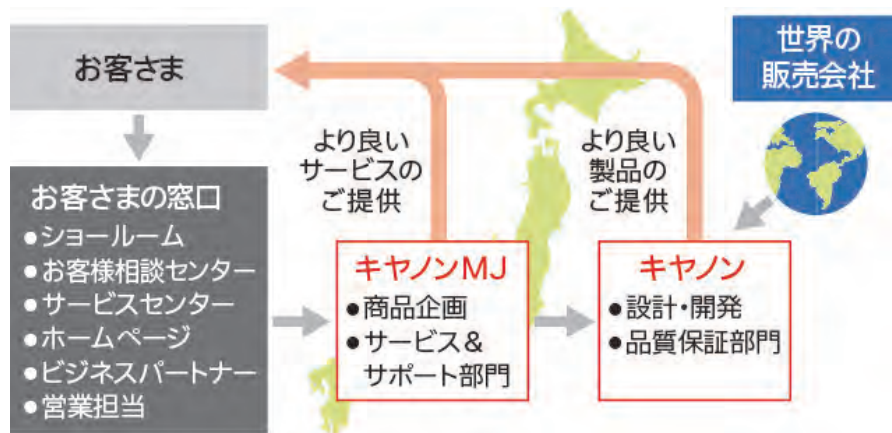 お客さま
世界の
販売会社
より良い
サービスの
ご提供
より良い
製品の
ご提供
お客さまの窓口
●ショールーム
●お客様相談センター
●サービスセンター
●ホームページ
●ビジネスパートナー
●営業担当
キヤノンMJ
●商品企画
●サービス＆
サポート部門
キヤノン
●設計・開発
●品質保証部門